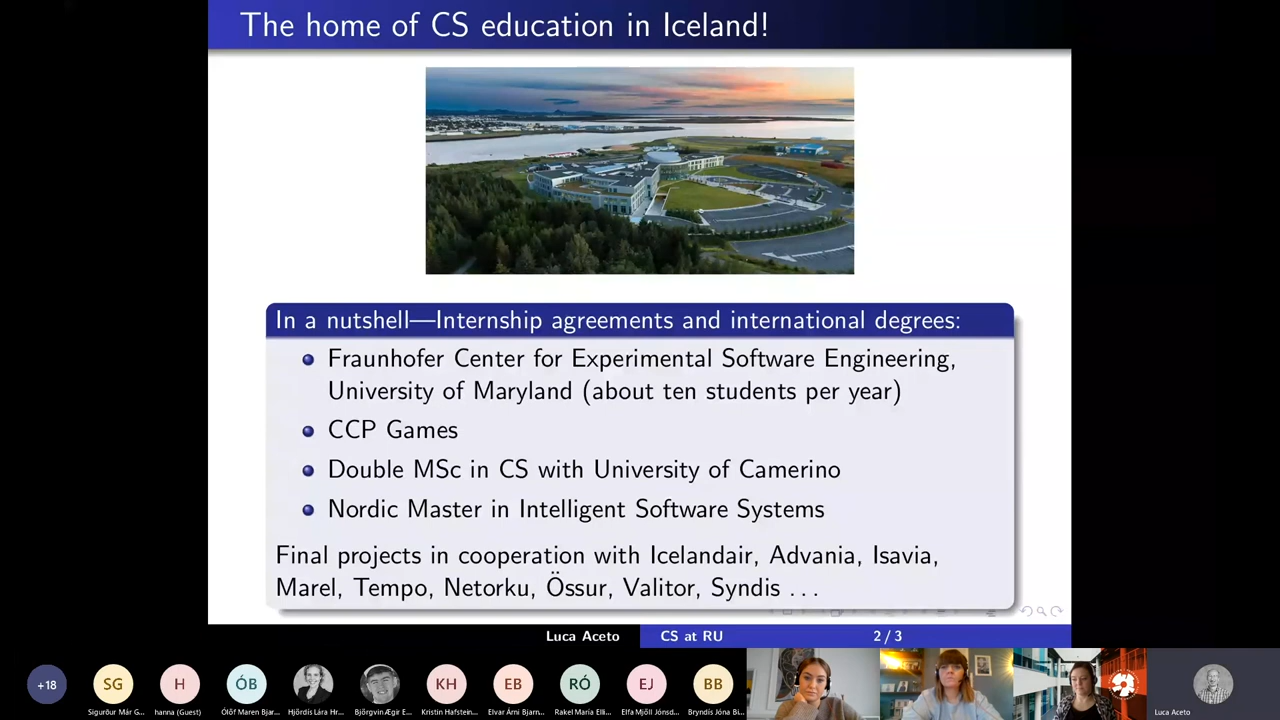 The home of CS education in Iceland!
In a nutshell—Internship agreements and international degrees:
Fraunhofer Center for Experimental Software Engineering,
University of Maryland (about ten students per year)
CCP Games
Double MSc in CS with University of Camerino
Nordic Master in Intelligent Software Systems
Final projects in cooperation with Icelandair, Advania, Isavia,
Marel, Tempo, Netorku, Össur, Valitor, Syndis . . .
Luca Aceto
CS at RU
2 / 3
+18
SG
H
ÓB
KH
EB
RÓ
EJ
BB
Sigurður Már G...
hanna (Guest)
Ólöf Maren Bjar...
Hjördís Lára Hr...
Björgvin Ægir E...
Kristin Hafstein...
Elvar Árni Bjarn...
Rakel María Elli...
Elfa Mjöll Jónsd...
Bryndís Jóna Bi...
Luca Aceto